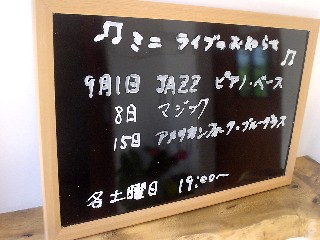 ♫ミニ ライブのお知らせ♫
9月1日 JAZZ ピアノ・ベース
8日 マジック
15日 アメリカンフォーク・ブルーグラス
各土曜日 19:00〜